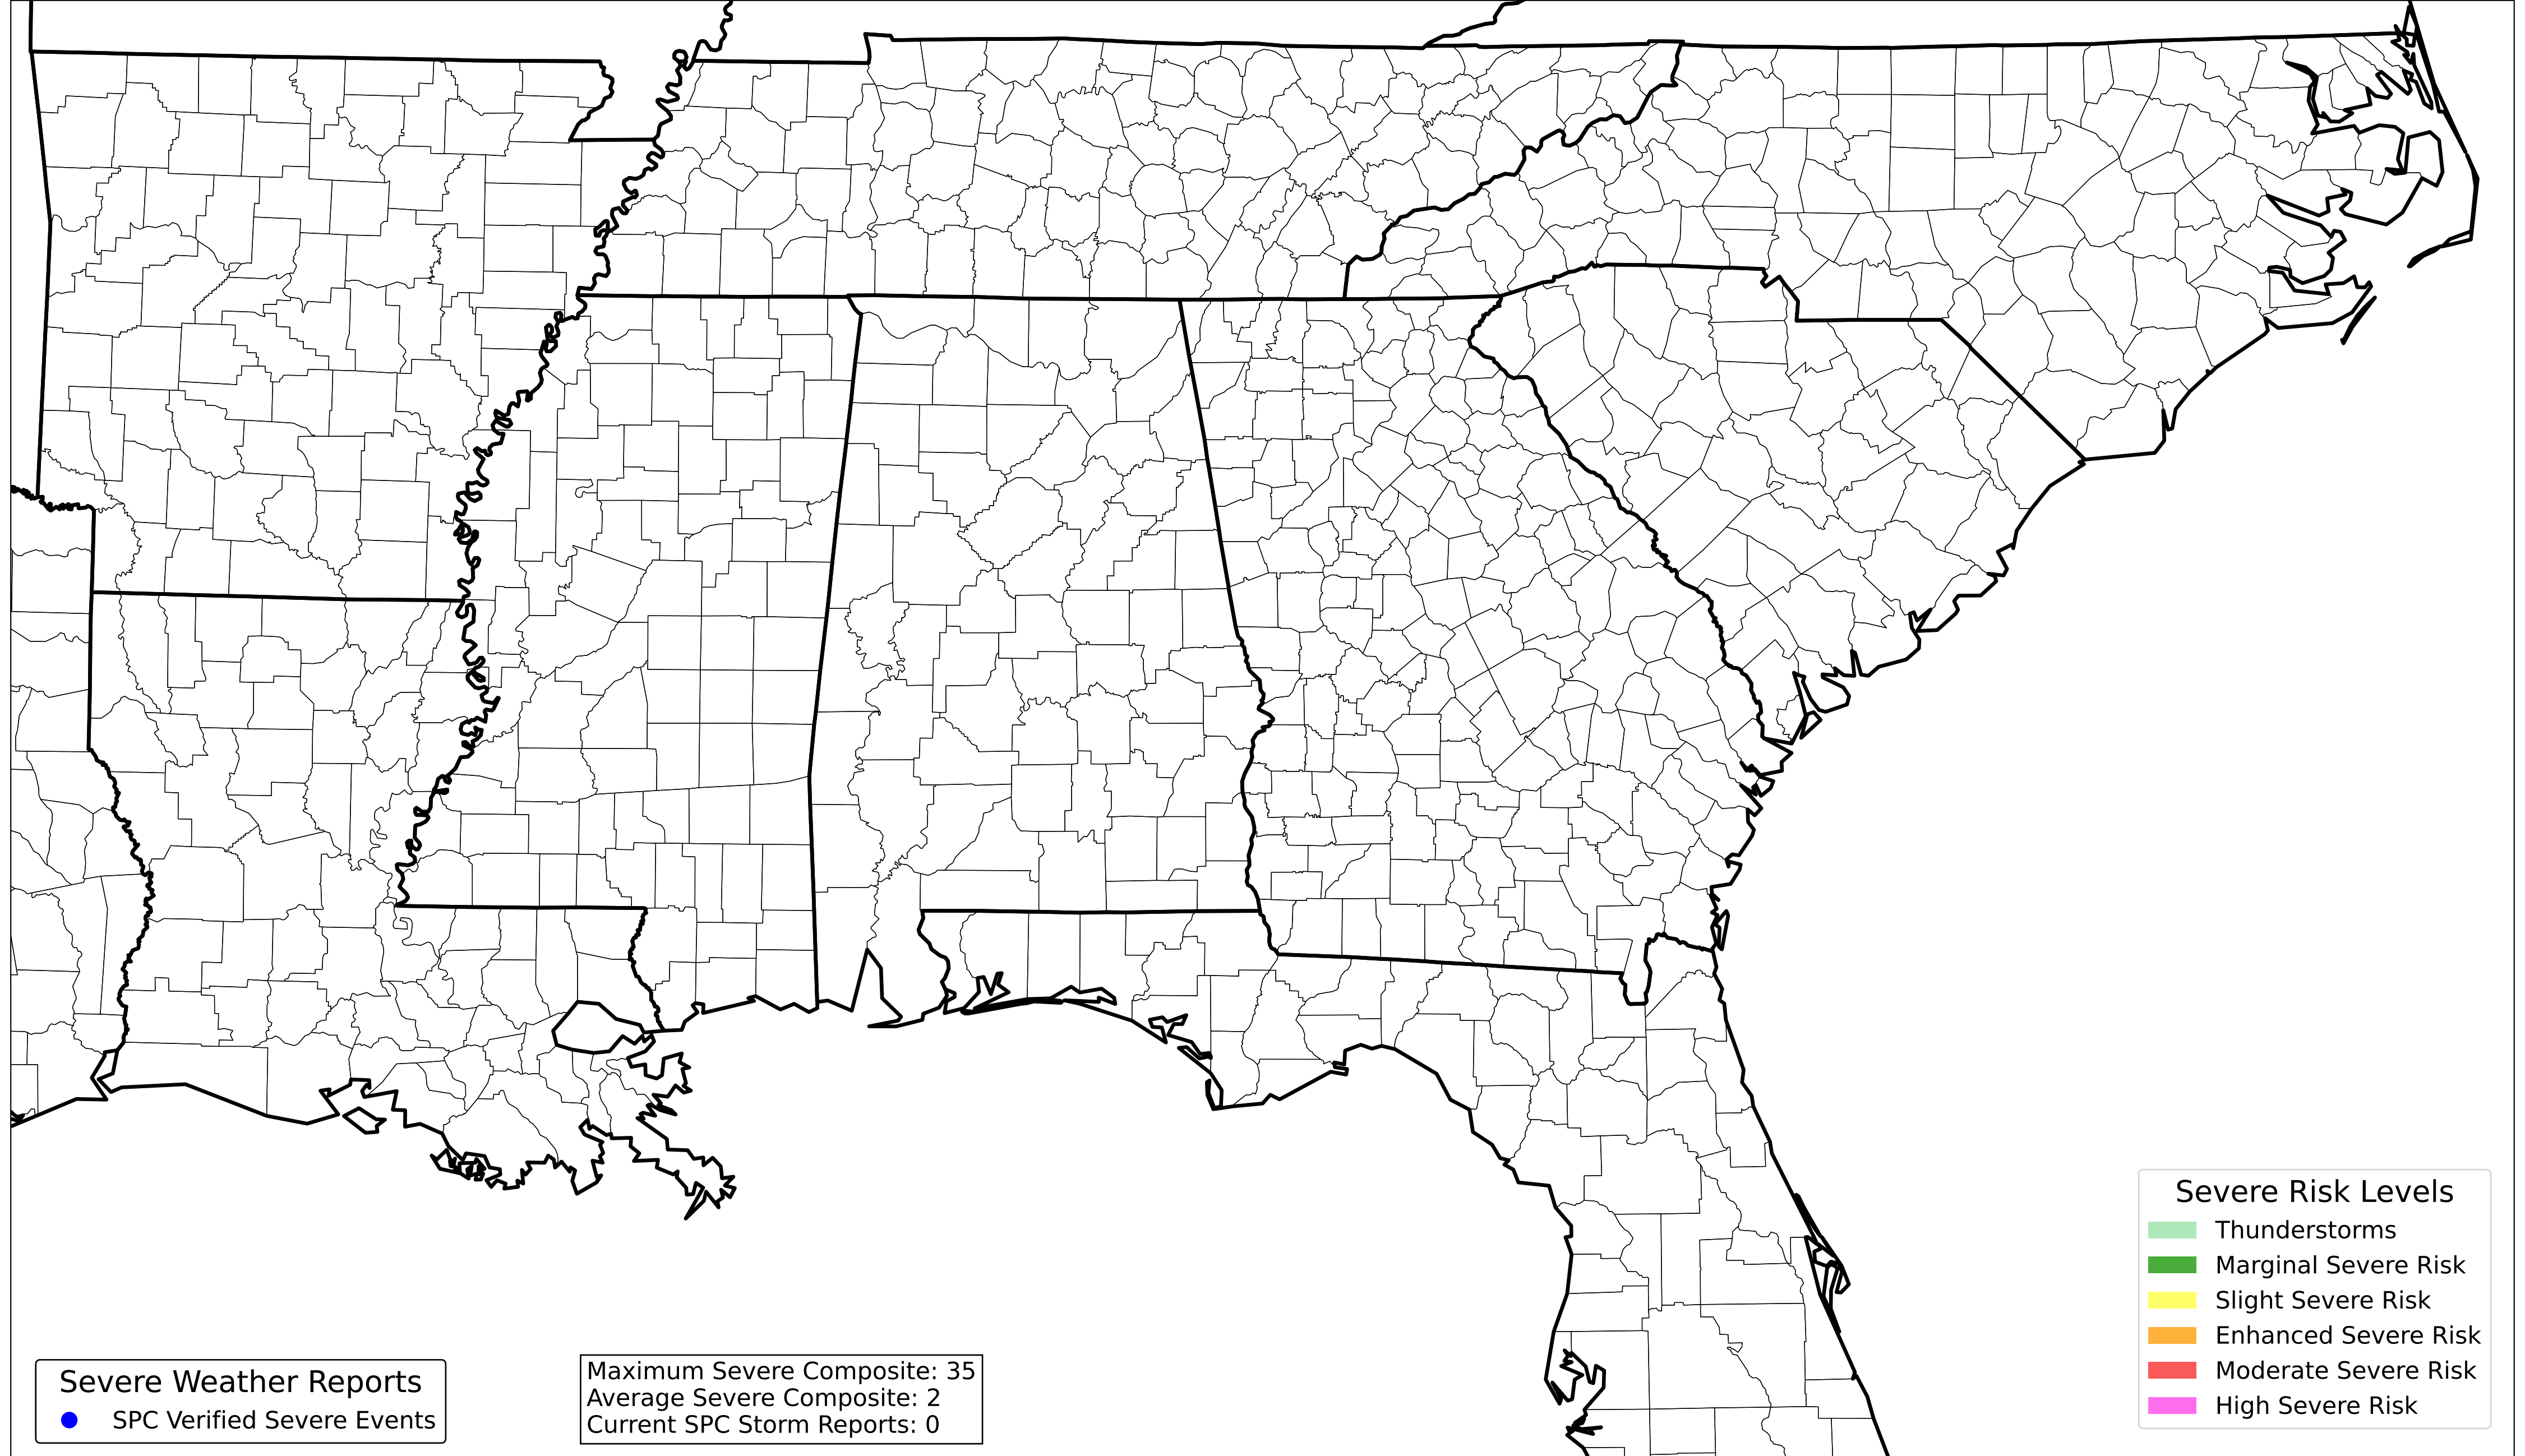 Severe Risk Levels
Thunderstorms
Marginal Severe Risk
Slight Severe Risk
Enhanced Severe Risk
Moderate Severe Risk
High Severe Risk
Severe Weather Reports
SPC Verified Severe Events
Maximum Severe Composite: 35
Average Severe Composite: 2
Current SPC Storm Reports: 0